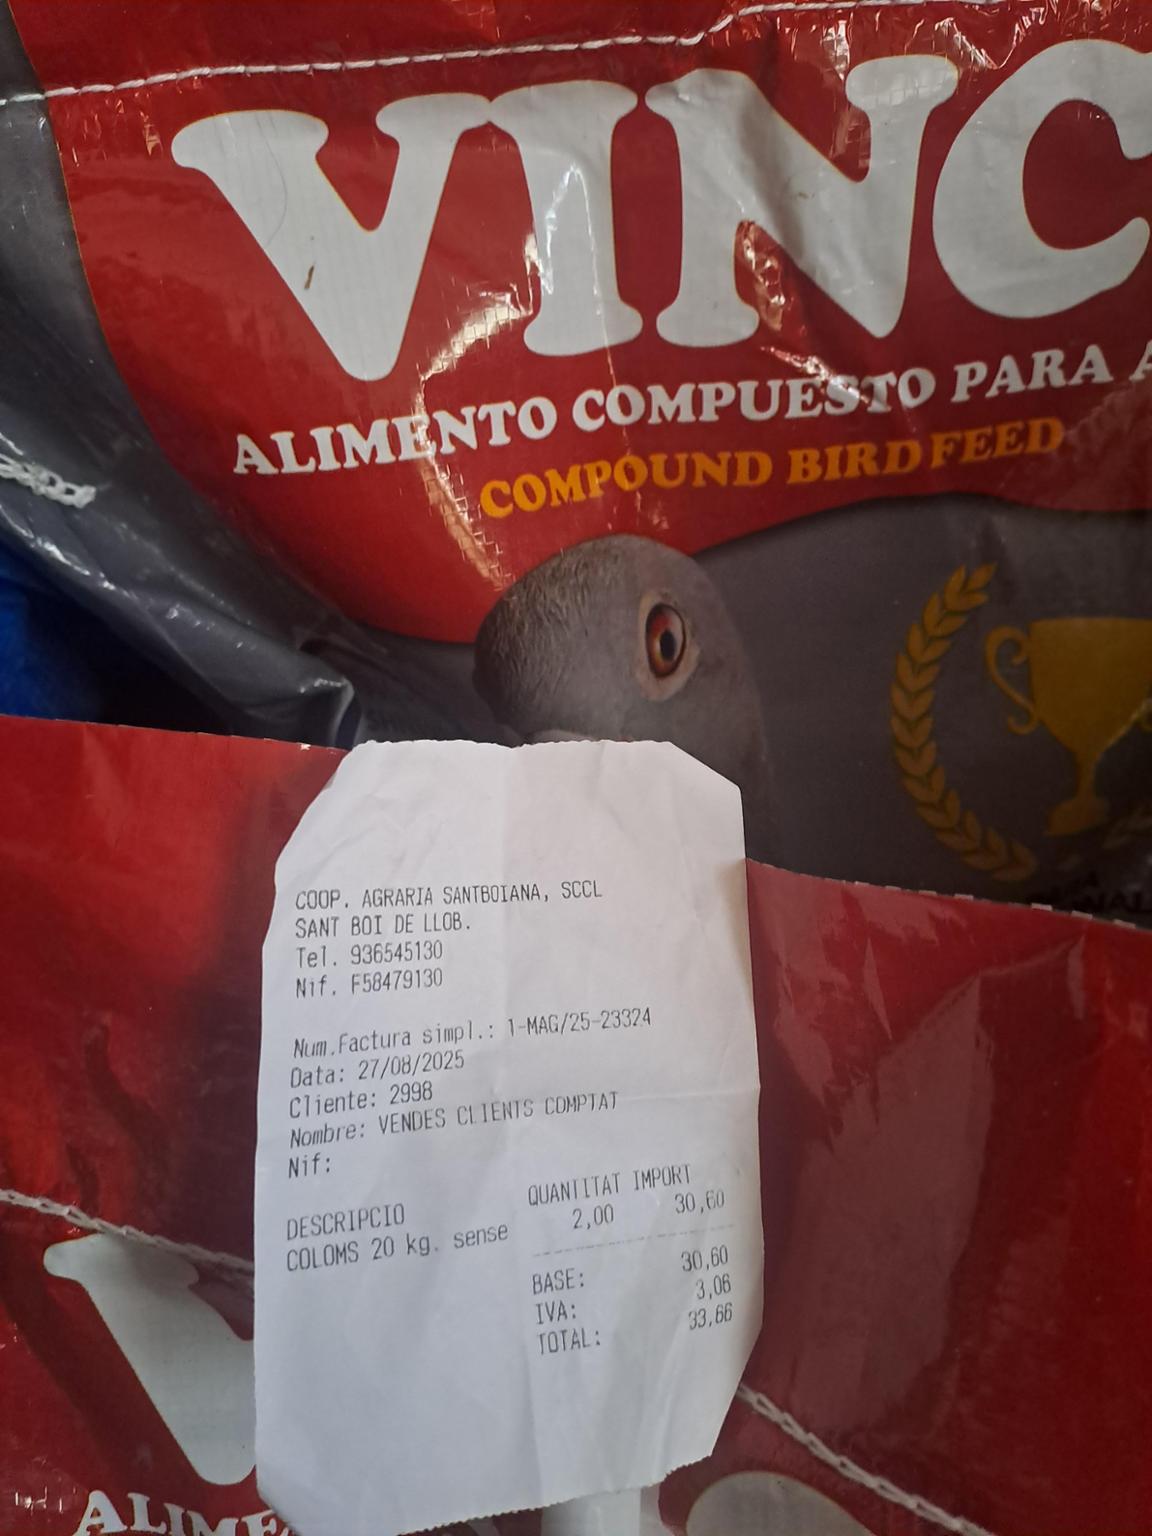 VINC
ALIMENTO COMPUESTO PARA A
COMPOUND BIRD FEED
COOP. AGRARIA SANTBOIANA, SCCL
SANT BOI DE LLOB.
Tel. 936545130
Nif. F58479130
Num.Factura simpl.: 1-MAG/25-23324
Data: 27/08/2025
Cliente: 2998
Nombre: VENDES CLIENTS COMPTAT
Nif:
DESCRIPCIO QUANTITAT IMPORT
COLOMS 20 kg. sense 2,00 30,60
BASE: 30,60
IVA: 3,06
TOTAL: 33,66
V
ALIME